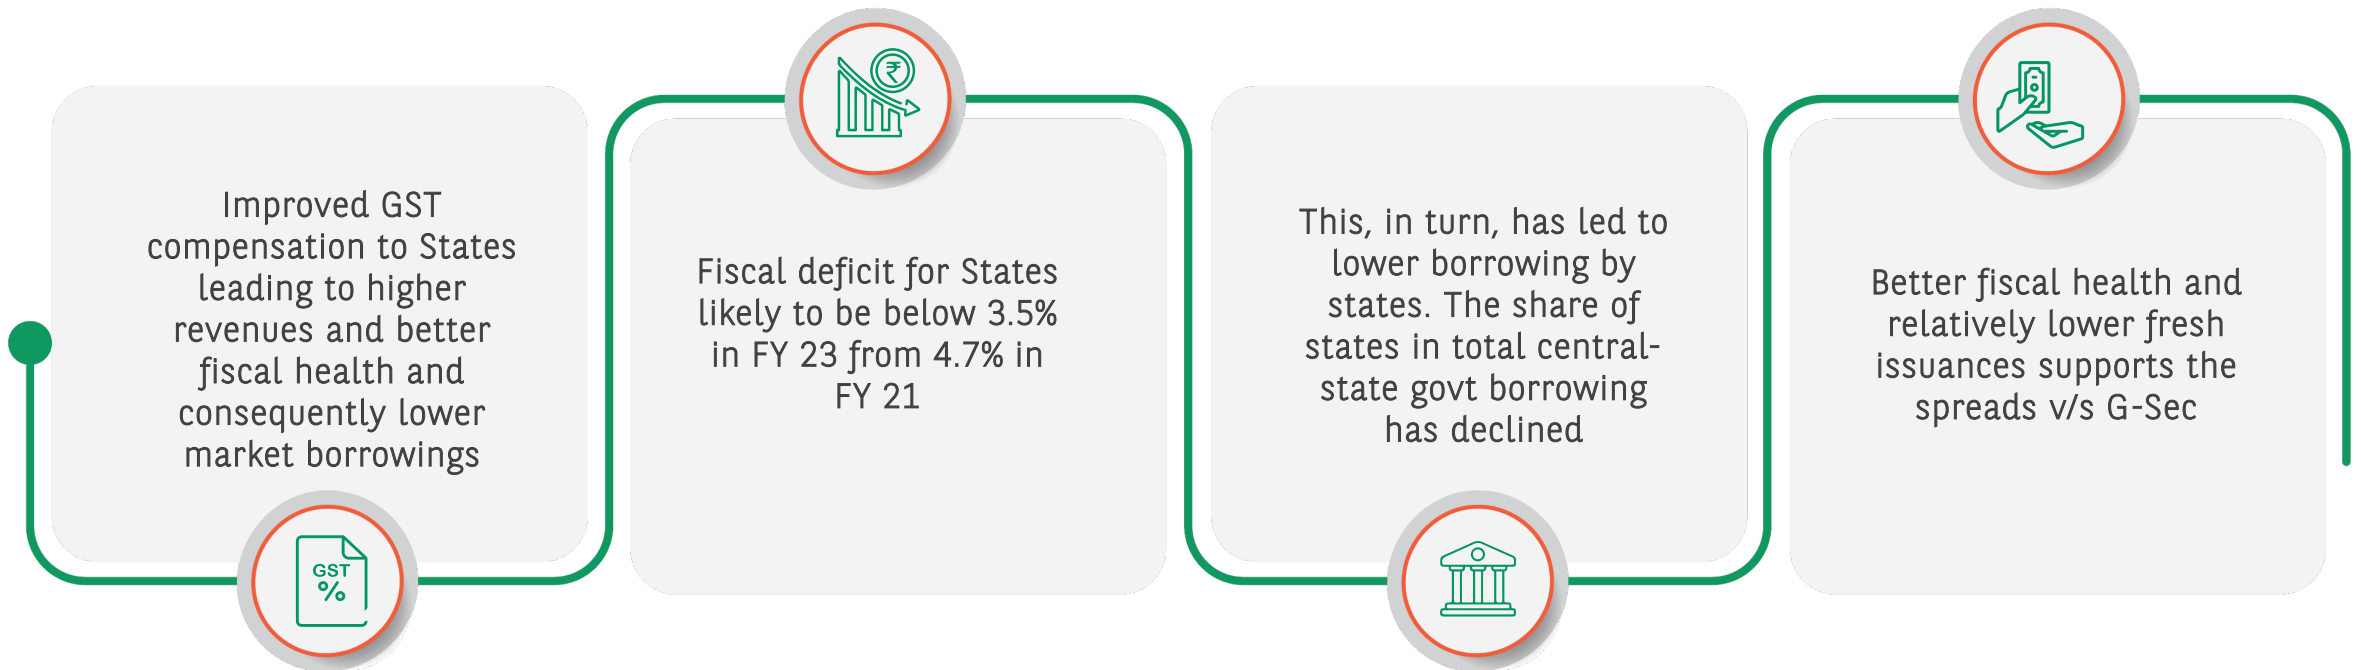 Improved GST
compensation to States
leading to higher
revenues and better
fiscal health and
consequently lower
market borrowings
GST
%
₹
Fiscal deficit for States
likely to be below 3.5%
in FY 23 from 4.7% in
FY 21
This, in turn, has led to
lower borrowing by
states. The share of
states in total central-
state govt borrowing
has declined
Better fiscal health and
relatively lower fresh
issuances supports the
spreads v/s G-Sec